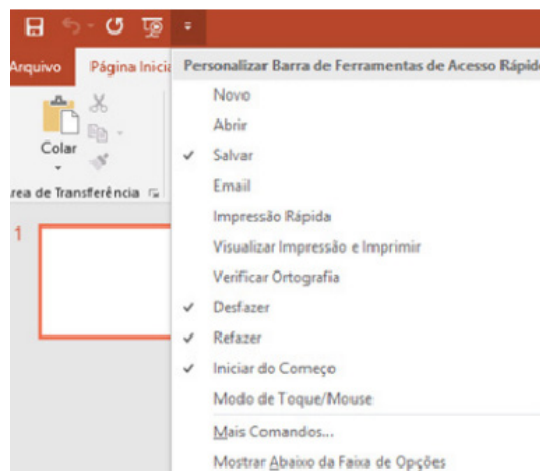 Arquivo Página Inicia
Personalizar Barra de Ferramentas de Acesso Rápido
Novo
Abrir
Salvar
Email
Impressão Rápida
Visualizar Impressão e Imprimir
Verificar Ortografia
Desfazer
Refazer
Iniciar do Começo
Modo de Toque/Mouse
Mais Comandos...
Mostrar Abaixo da Faixa de Opções
Colar
rea de Transferência
1